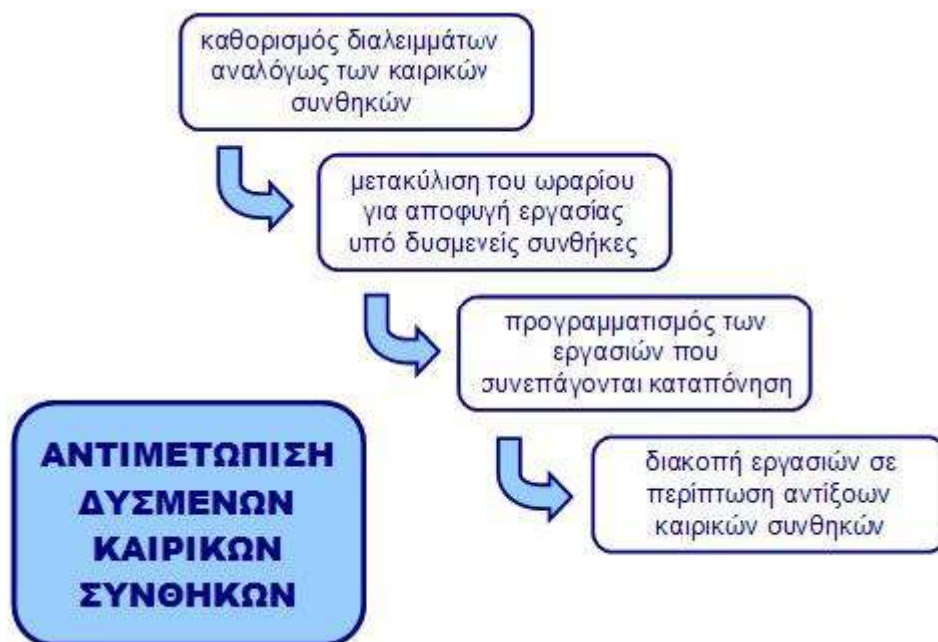 καθορισμός διαλειμμάτων
αναλόγως των καιρικών
συνθηκών
μετακύλιση του ωραρίου
για αποφυγή εργασίας
υπό δυσμενείς συνθήκες
προγραμματισμός των
εργασιών που
συνεπάγονται καταπόνηση
διακοπή εργασιών σε
περίπτωση αντίξοων
καιρικών συνθηκών
ΑΝΤΙΜΕΤΩΠΙΣΗ
ΔΥΣΜΕΝΩΝ
ΚΑΙΡΙΚΩΝ
ΣΥΝΘΗΚΩΝ